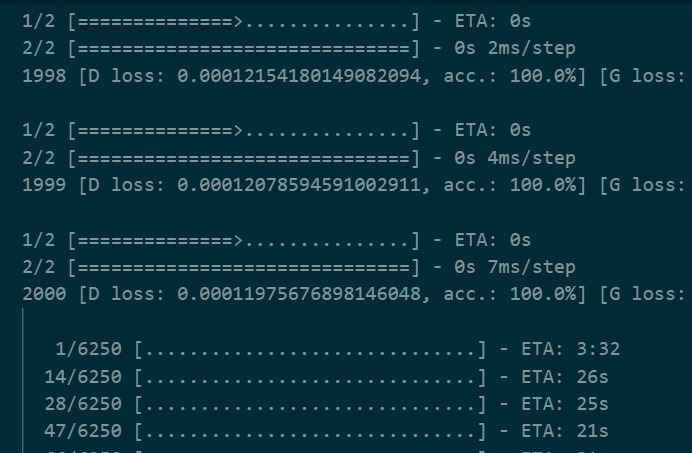 1/2 [==============>...............] - ETA: 0s
2/2 [==============================] - 0s 2ms/step
1998 [D loss: 0.00012154180149082094, acc.: 100.0%] [G loss:
1/2 [==============>...............] - ETA: 0s
2/2 [==============================] - 0s 4ms/step
1999 [D loss: 0.00012078594591002911, acc.: 100.0%] [G loss:
1/2 [==============>...............] - ETA: 0s
2/2 [==============================] - 0s 7ms/step
2000 [D loss: 0.00011975676898146048, acc.: 100.0%] [G loss:
1/6250 [..............................] - ETA: 3:32
14/6250 [..............................] - ETA: 26s
28/6250 [..............................] - ETA: 25s
47/6250 [..............................] - ETA: 21s